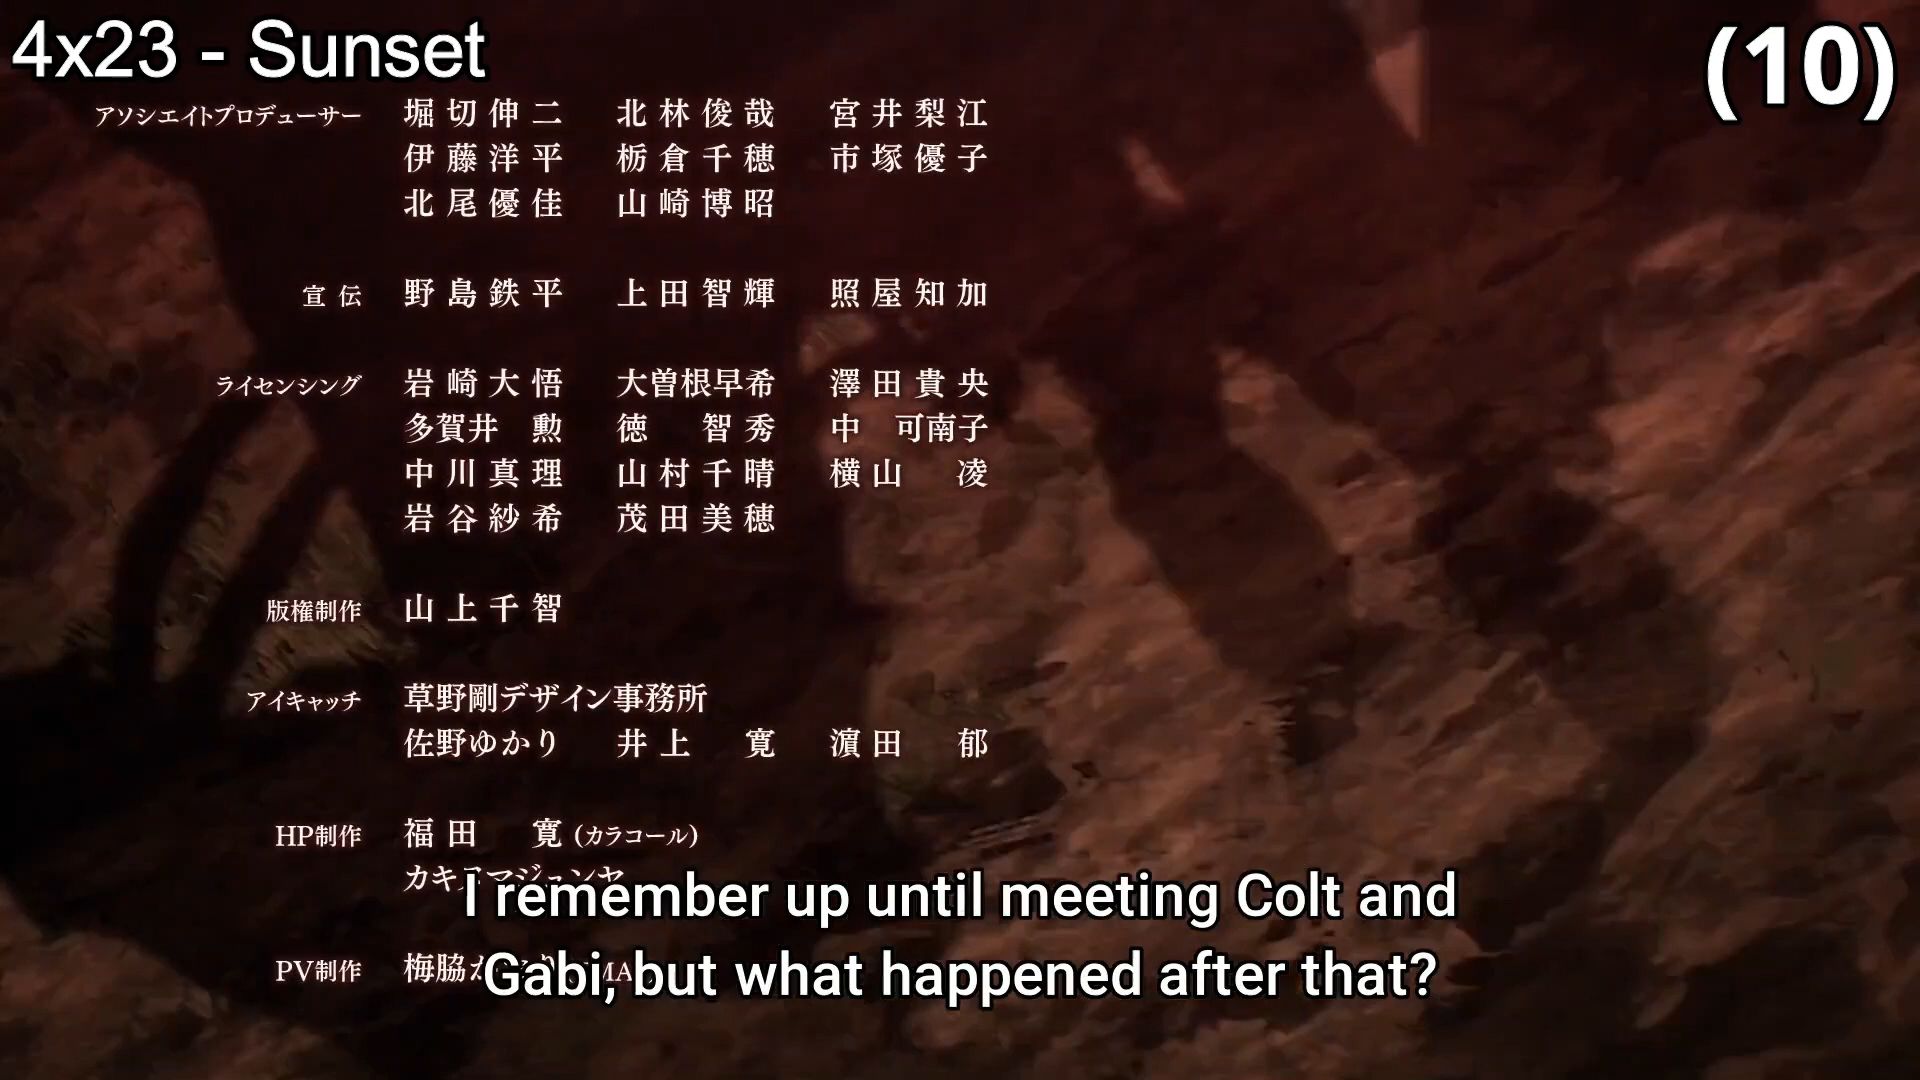 4x23 - Sunset
(10)
アソシエイトプロデューサー 堀切伸二 北林俊哉 宮井梨江
伊藤洋平 栃倉千穂 市塚優子
北尾優佳 山崎博昭
宣伝 野島鉄平 上田智輝 照屋知加
ライセンシング 岩崎大悟 大曽根早希 澤田貴央
多賀井 勲 徳 智秀 中 可南子
中川真理 山村千晴 横山 凌
岩谷紗希 茂田美穂
版権制作 山上千智
アイキャッチ 草野剛デザイン事務所
佐野ゆかり 井上 寛 濵田 郁
HP制作 福田 寛(カラコール)
I remember up until meeting Colt and
PV制作 梅脇
Gabi, but what happened after that?